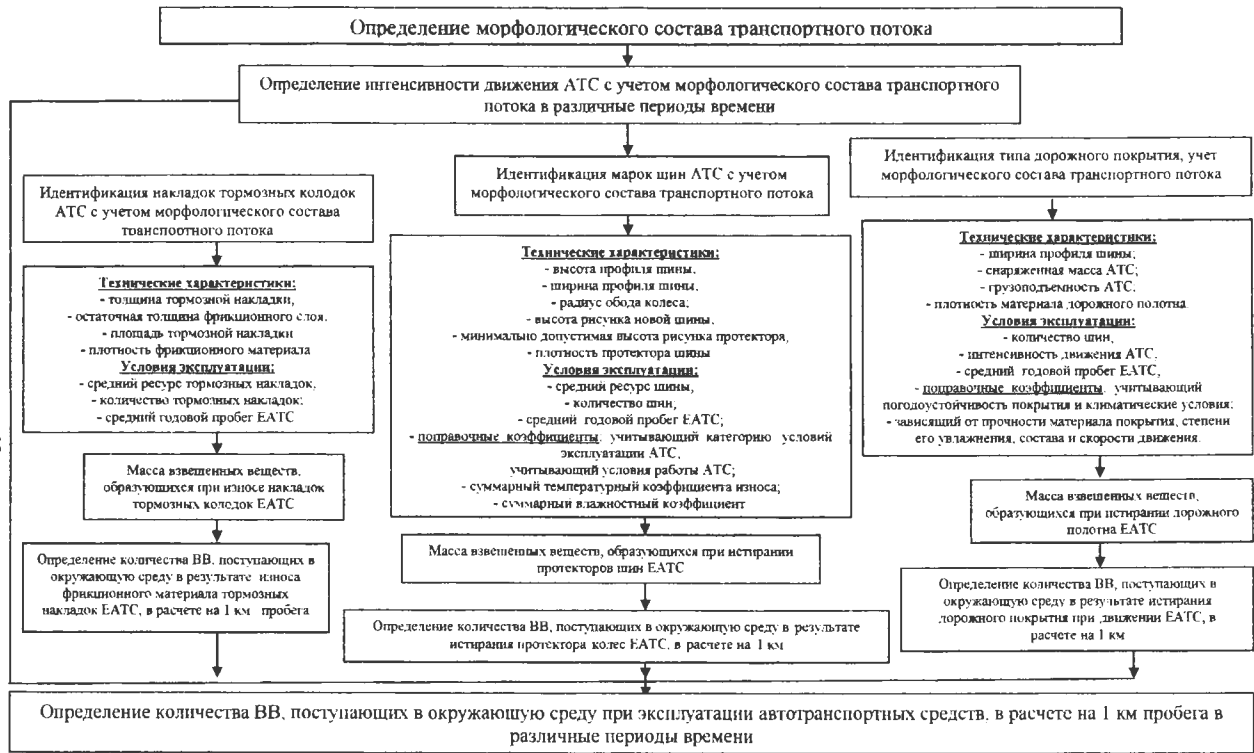 Определение морфологического состава транспортного потока
Определение интенсивности движения АТС с учетом морфологического состава транспортного
потока в различные периоды времени
Идентификация накладок тормозных колодок
АТС с учетом морфологического состава
транспортного потока
Технические характеристики:
- толщина тормозной накладки,
- остаточная толщина фрикционного слоя,
- площадь тормозной накладки
- плотность фрикционного материала
Условия эксплуатации:
- средний ресурс тормозных накладок,
- количество тормозных накладок;
- средний годовой пробег ЕАТС
Масса взвешенных веществ,
образующихся при износе накладок
тормозных колодок ЕАТС
Определение количества ВВ, поступающих в
окружающую среду в результате износа
фрикционного материала тормозных
накладок ЕАТС, в расчете на 1 км пробега
Идентификация марок шин АТС с учетом
морфологического состава транспортного потока
Технические характеристики:
- высота профиля шины,
- ширина профиля шины,
- радиус обода колеса;
- высота рисунка новой шины,
- минимально допустимая высота рисунка протектора,
- плотность протектора шины
Условия эксплуатации:
- средний ресурс шины,
- количество шин;
- средний годовой пробег ЕАТС;
- поправочные коэффициенты: учитывающий категорию условий
эксплуатации АТС,
учитывающий условия работы АТС;
- суммарный температурный коэффициента износа;
- суммарный влажностный коэффициент
Масса взвешенных веществ, образующихся при истирании
протекторов шин ЕАТС
Определение количества ВВ, поступающих в окружающую среду в результате
истирания протектора колес ЕАТС, в расчете на 1 км
Идентификация типа дорожного покрытия, учет
морфологического состава транспортного потока
Технические характеристики:
- ширина профиля шины;
- снаряженная масса АТС;
- грузоподъемность АТС,
- плотность материала дорожного полотна
Условия эксплуатации:
- количество шин,
- интенсивность движения АТС,
- средний годовой пробег ЕАТС,
- поправочные коэффициенты: учитывающий
погодоустойчивость покрытия и климатические условия;
- зависящий от прочности материала покрытия, степени
его увлажнения, состава и скорости движения.
Масса взвешенных веществ,
образующихся при истирании дорожного
полотна ЕАТС
Определение количества ВВ, поступающих в
окружающую среду в результате истирания
дорожного покрытия при движении ЕАТС, в
расчете на 1 км
Определение количества ВВ, поступающих в окружающую среду при эксплуатации автотранспортных средств, в расчете на 1 км пробега в
различные периоды времени